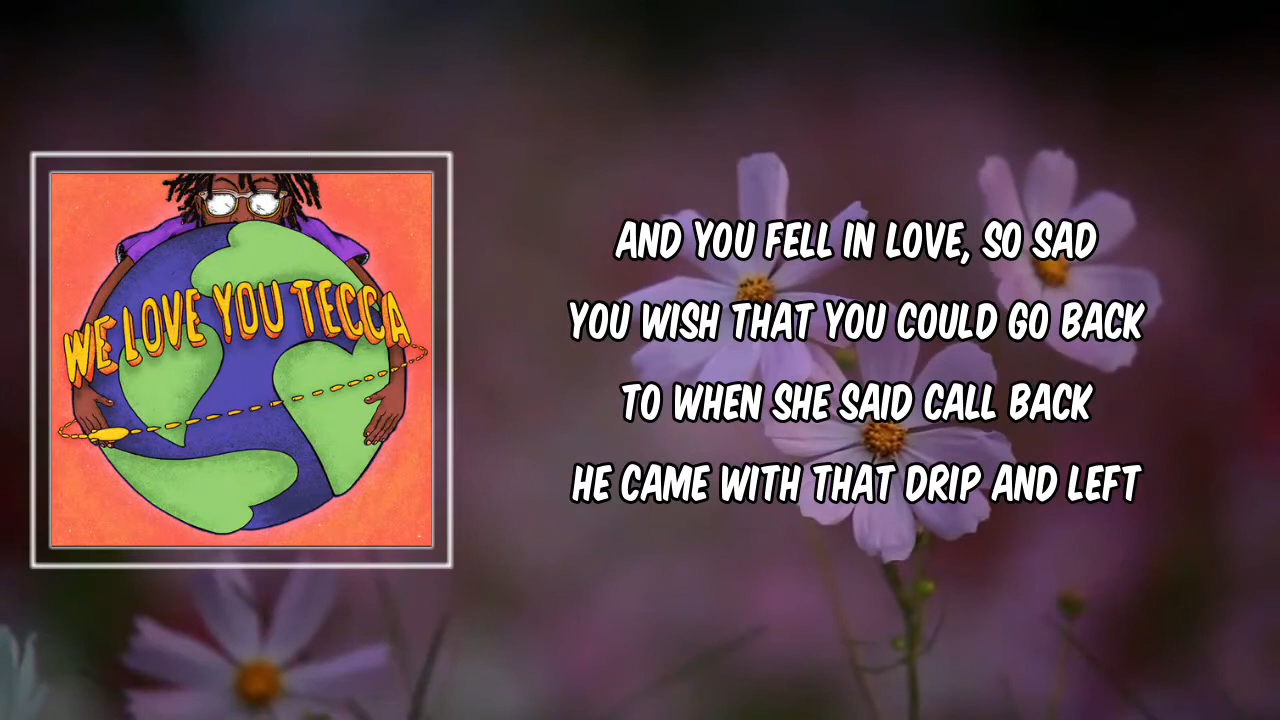 WE LOVE YOU TECCA
AND YOU FELL IN LOVE, SO SAD
YOU WISH THAT YOU COULD GO BACK
TO WHEN SHE SAID CALL BACK
HE CAME WITH THAT DRIP AND LEFT